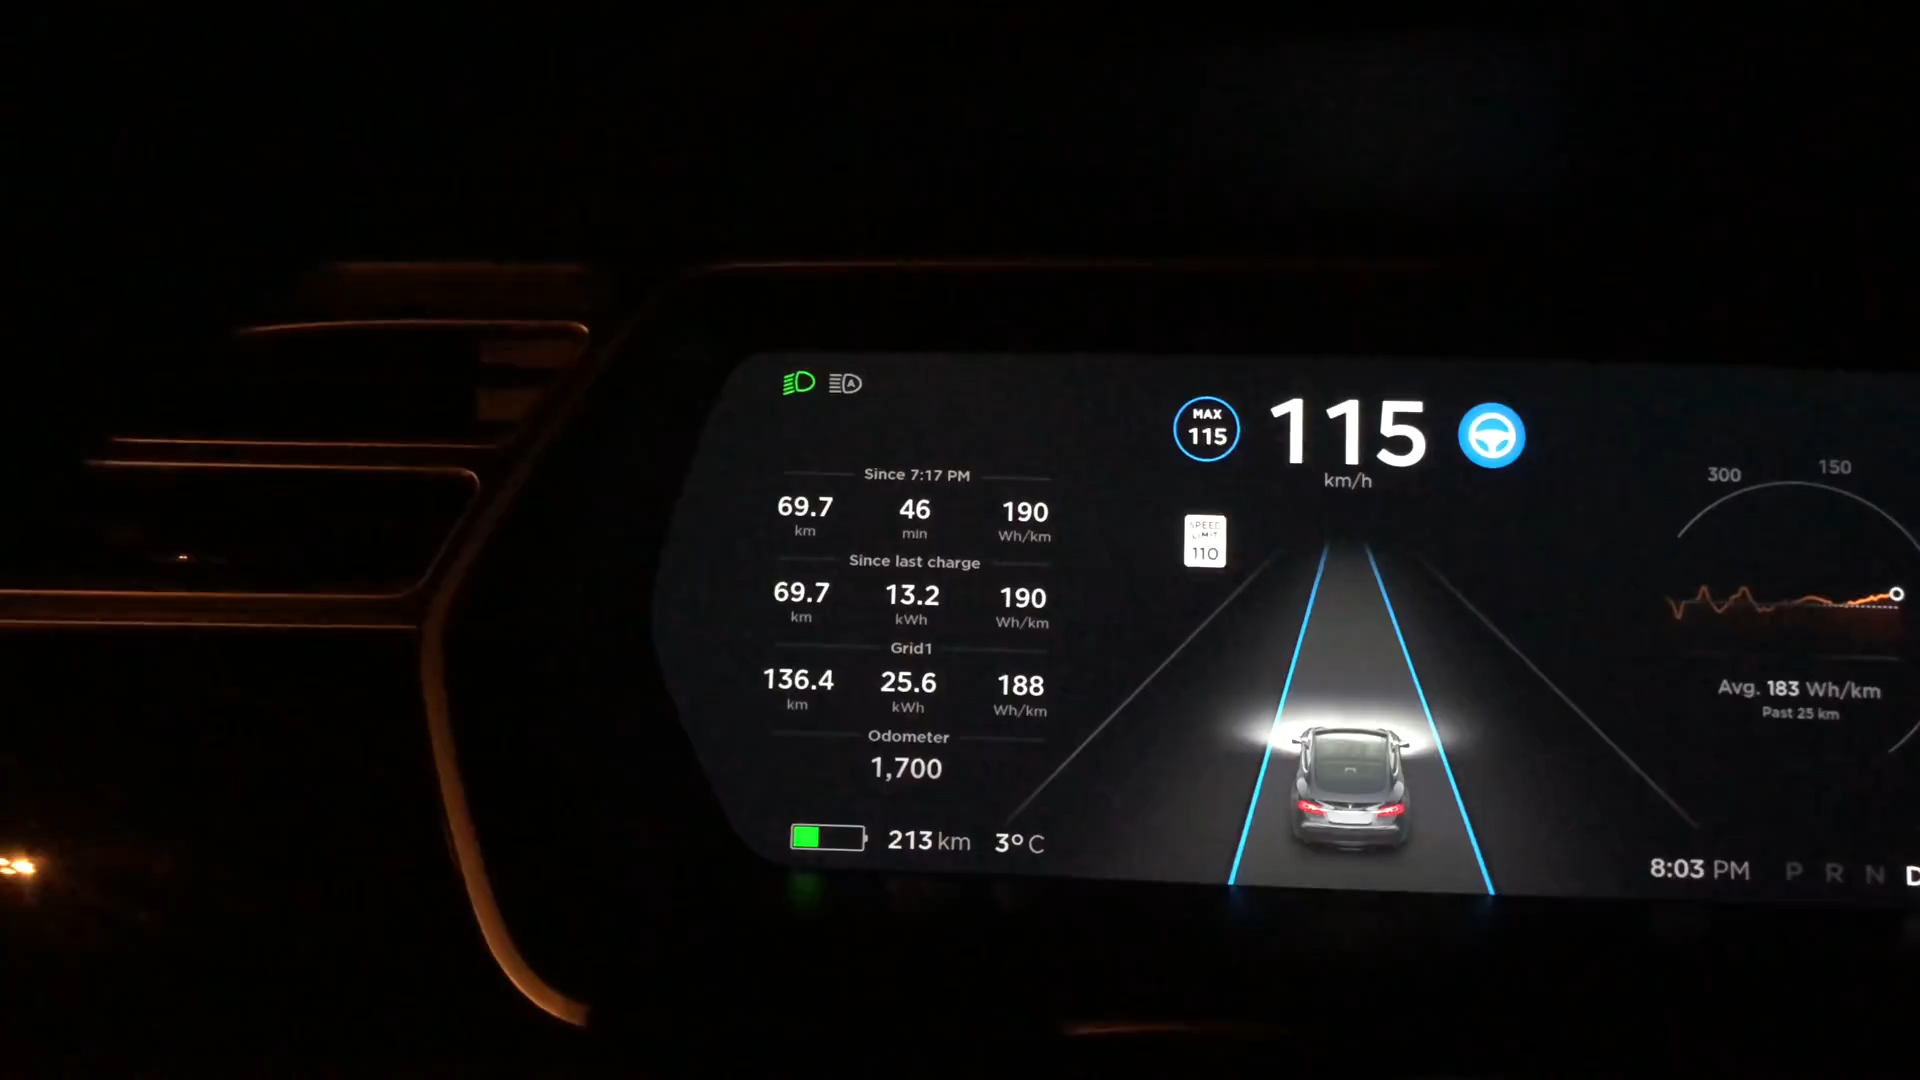 Since 7:17 PM
69.7 46 190
km min Wh/km
Since last charge
69.7 13.2 190
km kWh Wh/km
Grid1
136.4 25.6 188
km kWh Wh/km
Odometer
1,700
213 km 3° C
MAX
115
115
km/h
SPEED
LIMIT
110
300 150
Avg. 183 Wh/km
Past 25 km
8:03 PM P R N D